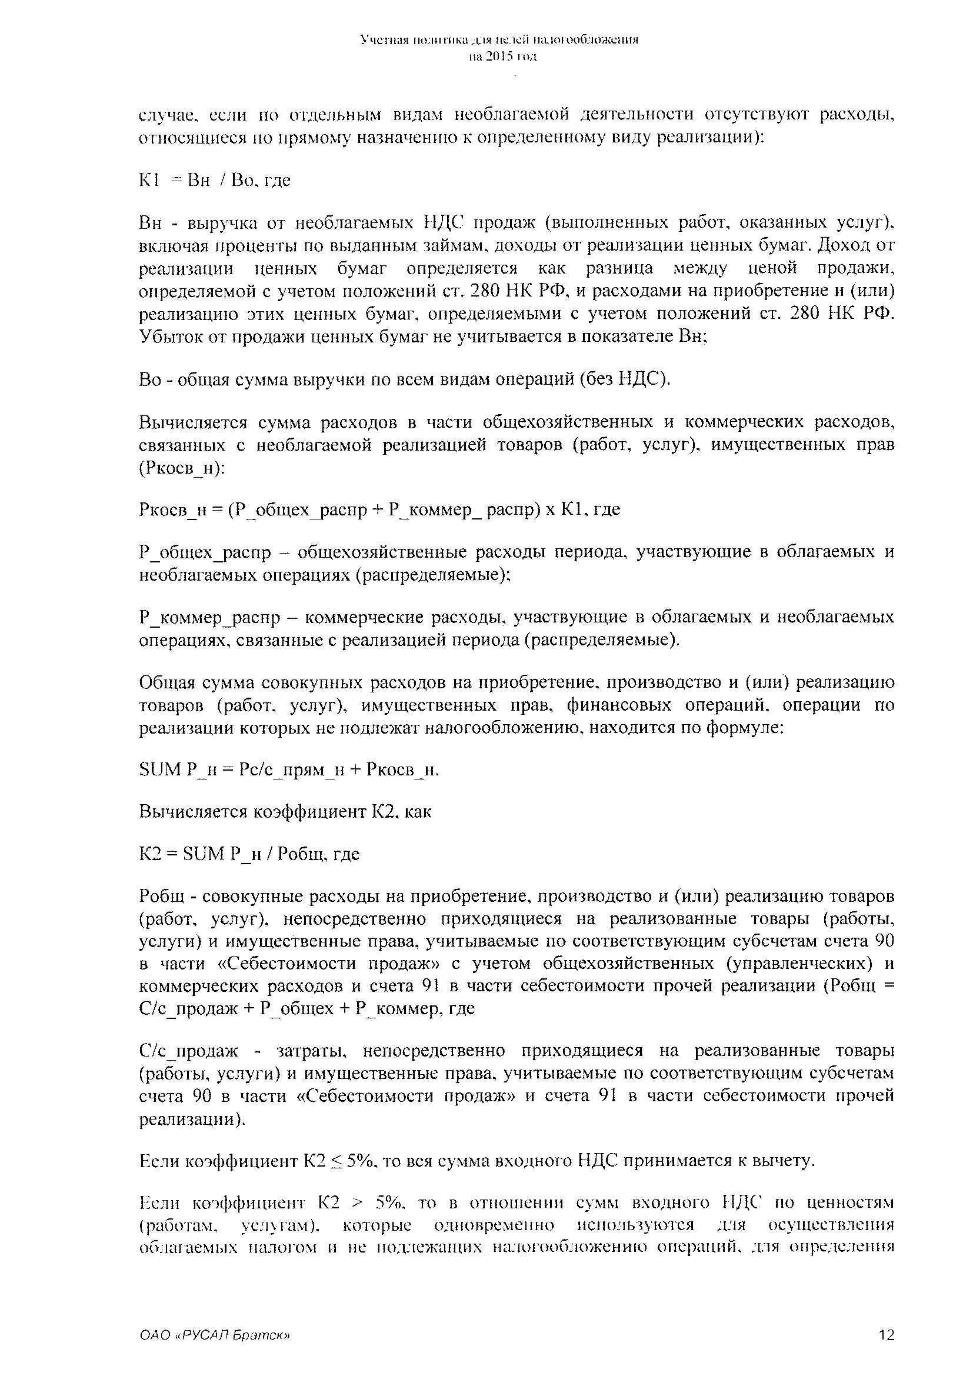 Учетная политика для целей налогообложения
на 2015 год
случае, если по отдельным видам необлагаемой деятельности отсутствуют расходы,
относящиеся по прямому назначению к определенному виду реализации):
К1 = Вн / Во, где
Вн - выручка от необлагаемых НДС продаж (выполненных работ, оказанных услуг),
включая проценты по выданным займам, доходы от реализации ценных бумаг. Доход от
реализации ценных бумаг определяется как разница между ценой продажи,
определяемой с учетом положений ст. 280 НК РФ, и расходами на приобретение и (или)
реализацию этих ценных бумаг, определяемыми с учетом положений ст. 280 НК РФ.
Убыток от продажи ценных бумаг не учитывается в показателе Вн;
Во - общая сумма выручки по всем видам операций (без НДС).
Вычисляется сумма расходов в части общехозяйственных и коммерческих расходов,
связанных с необлагаемой реализацией товаров (работ, услуг), имущественных прав
(Ркосв_н):
Ркосв_н = (Р_общех_распр + Р_коммер_ распр) х К1, где
Р_общех_распр – общехозяйственные расходы периода, участвующие в облагаемых и
необлагаемых операциях (распределяемые);
Р_коммер_распр – коммерческие расходы, участвующие в облагаемых и необлагаемых
операциях, связанные с реализацией периода (распределяемые).
Общая сумма совокупных расходов на приобретение, производство и (или) реализацию
товаров (работ, услуг), имущественных прав, финансовых операций, операции по
реализации которых не подлежат налогообложению, находится по формуле:
SUM Р_н = Рс/с_прям_н + Ркосв_н.
Вычисляется коэффициент К2, как
К2 = SUM Р_н / Робщ, где
Робщ - совокупные расходы на приобретение, производство и (или) реализацию товаров
(работ, услуг), непосредственно приходящиеся на реализованные товары (работы,
услуги) и имущественные права, учитываемые по соответствующим субсчетам счета 90
в части «Себестоимости продаж» с учетом общехозяйственных (управленческих) и
коммерческих расходов и счета 91 в части себестоимости прочей реализации (Робщ =
С/с_продаж + Р_общех + Р_коммер, где
С/с_продаж - затраты, непосредственно приходящиеся на реализованные товары
(работы, услуги) и имущественные права, учитываемые по соответствующим субсчетам
счета 90 в части «Себестоимости продаж» и счета 91 в части себестоимости прочей
реализации).
Если коэффициент К2 ≤ 5%, то вся сумма входного НДС принимается к вычету.
Если коэффициент К2 > 5%, то в отношении сумм входного НДС по ценностям
(работам, услугам), которые одновременно используются для осуществления
облагаемых налогом и не подлежащих налогообложению операций, для определения
ОАО «РУСАЛ Братск»
12